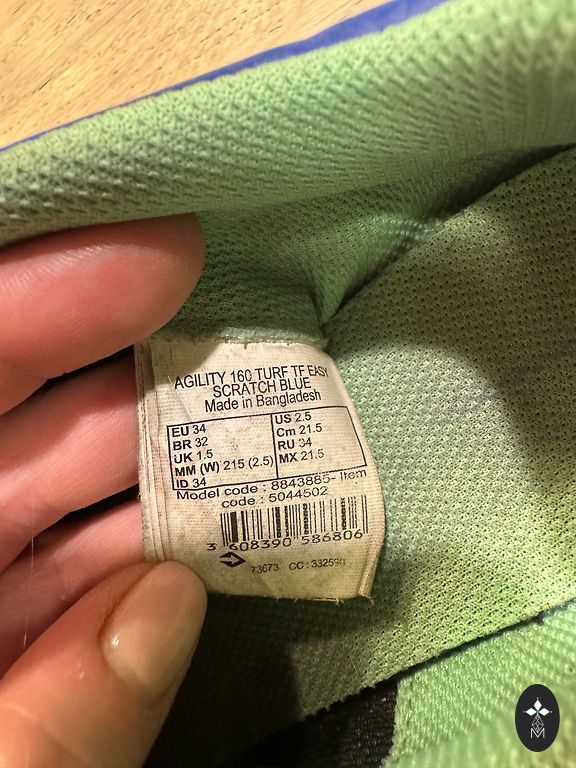 AGILITY 160 TURF TF EASY
SCRATCH BLUE
Made in Bangladesh
EU 34
BR 32
UK 1.5
MM (W) 215 (2.5)
ID 34
US 2.5
Cm 21.5
RU 34
MX 21.5
Model code : 8843885- Item
code : 5044502
3 608390 586806
73673 CC : 332590
M